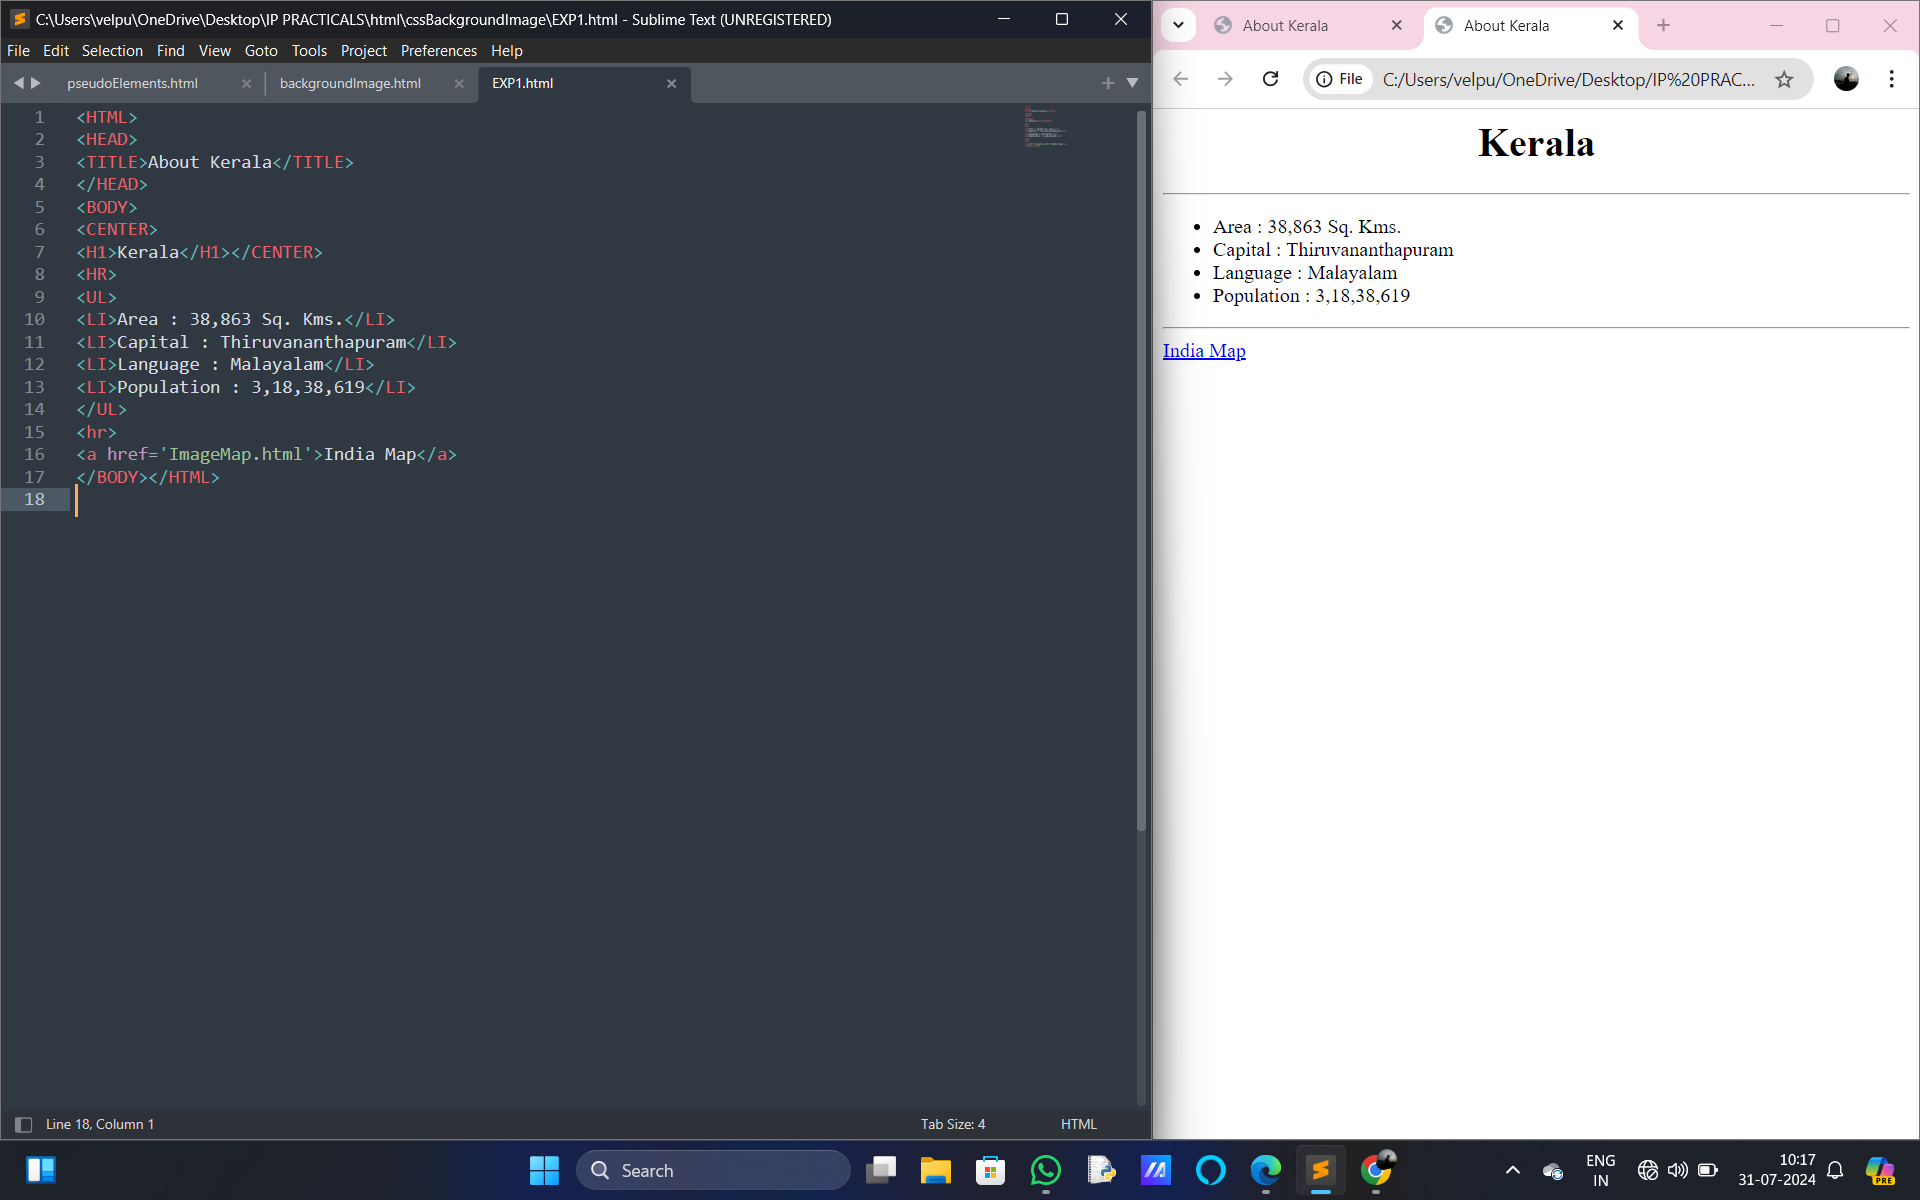 C:\Users\velpu\OneDrive\Desktop\IP PRACTICALS\html\cssBackgroundImage\EXP1.html - Sublime Text (UNREGISTERED)
File Edit Selection Find View Goto Tools Project Preferences Help
pseudoElements.html backgroundImage.html EXP1.html
1 <HTML>
2 <HEAD>
3 <TITLE>About Kerala</TITLE>
4 </HEAD>
5 <BODY>
6 <CENTER>
7 <H1>Kerala</H1></CENTER>
8 <HR>
9 <UL>
10 <LI>Area : 38,863 Sq. Kms.</LI>
11 <LI>Capital : Thiruvananthapuram</LI>
12 <LI>Language : Malayalam</LI>
13 <LI>Population : 3,18,38,619</LI>
14 </UL>
15 <hr>
16 <a href='ImageMap.html'>India Map</a>
17 </BODY></HTML>
18
Line 18, Column 1 Tab Size: 4 HTML
About Kerala About Kerala
File C:/Users/velpu/OneDrive/Desktop/IP%20PRAC...
Kerala
Area : 38,863 Sq. Kms.
Capital : Thiruvananthapuram
Language : Malayalam
Population : 3,18,38,619
India Map
Search
ENG
IN
10:17
31-07-2024
PRE